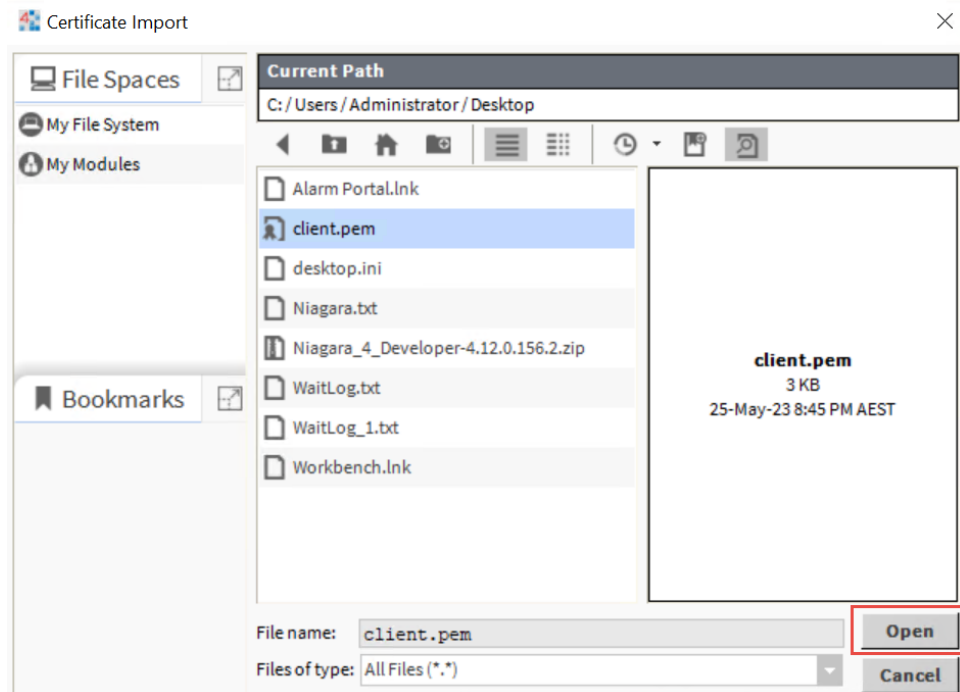 Certificate Import
File Spaces
My File System
My Modules
Bookmarks
Current Path
C:/Users/Administrator/Desktop
Alarm Portal.lnk
client.pem
desktop.ini
Niagara.txt
Niagara_4_Developer-4.12.0.156.2.zip
WaitLog.txt
WaitLog_1.txt
Workbench.lnk
client.pem
3 KB
25-May-23 8:45 PM AEST
File name: client.pem
Open
Files of type: All Files (*.*)
Cancel